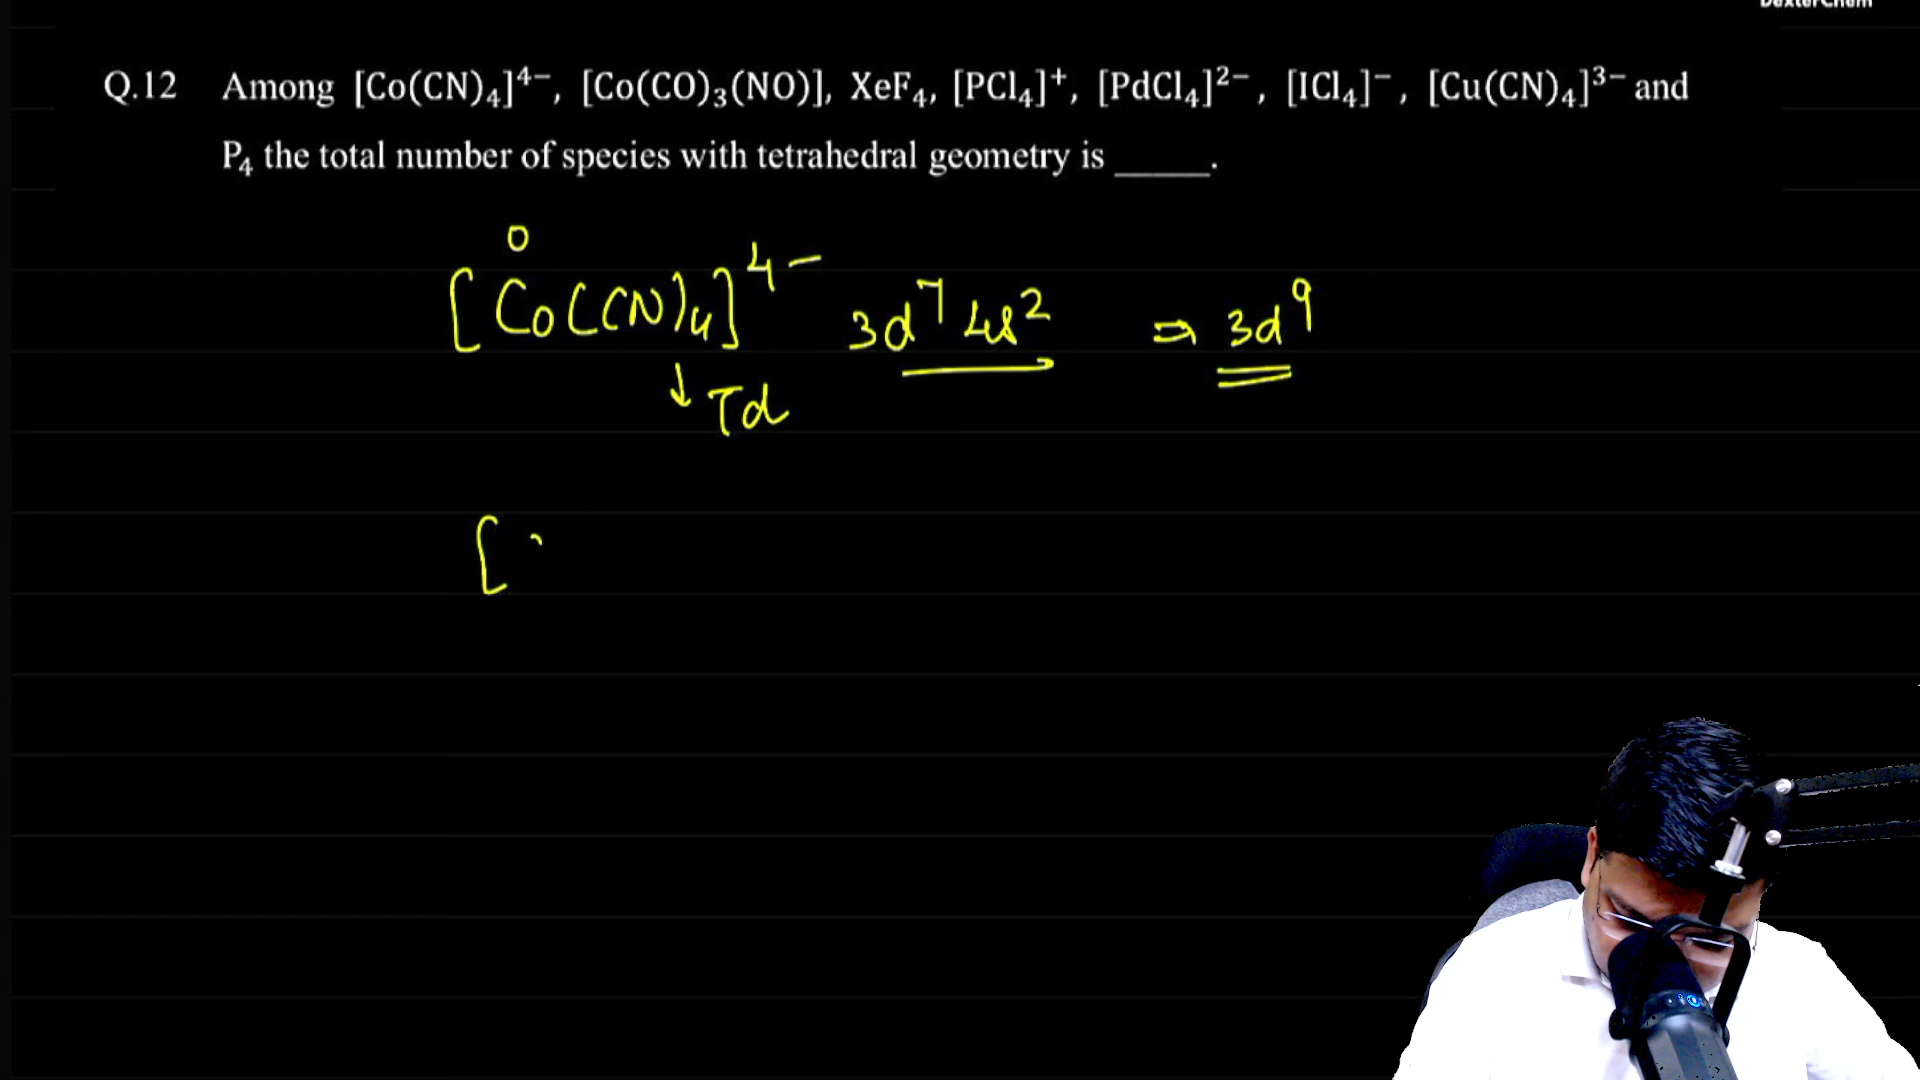 DexterChem
Q.12 Among [Co(CN)₄]⁴⁻, [Co(CO)₃(NO)], XeF₄, [PCl₄]⁺, [PdCl₄]²⁻, [ICl₄]⁻, [Cu(CN)₄]³⁻ and
P₄ the total number of species with tetrahedral geometry is _____.
0
[Co(CN)₄]⁴⁻ 3d⁷ 4s² ⇒ 3d⁹
↓ Td
[